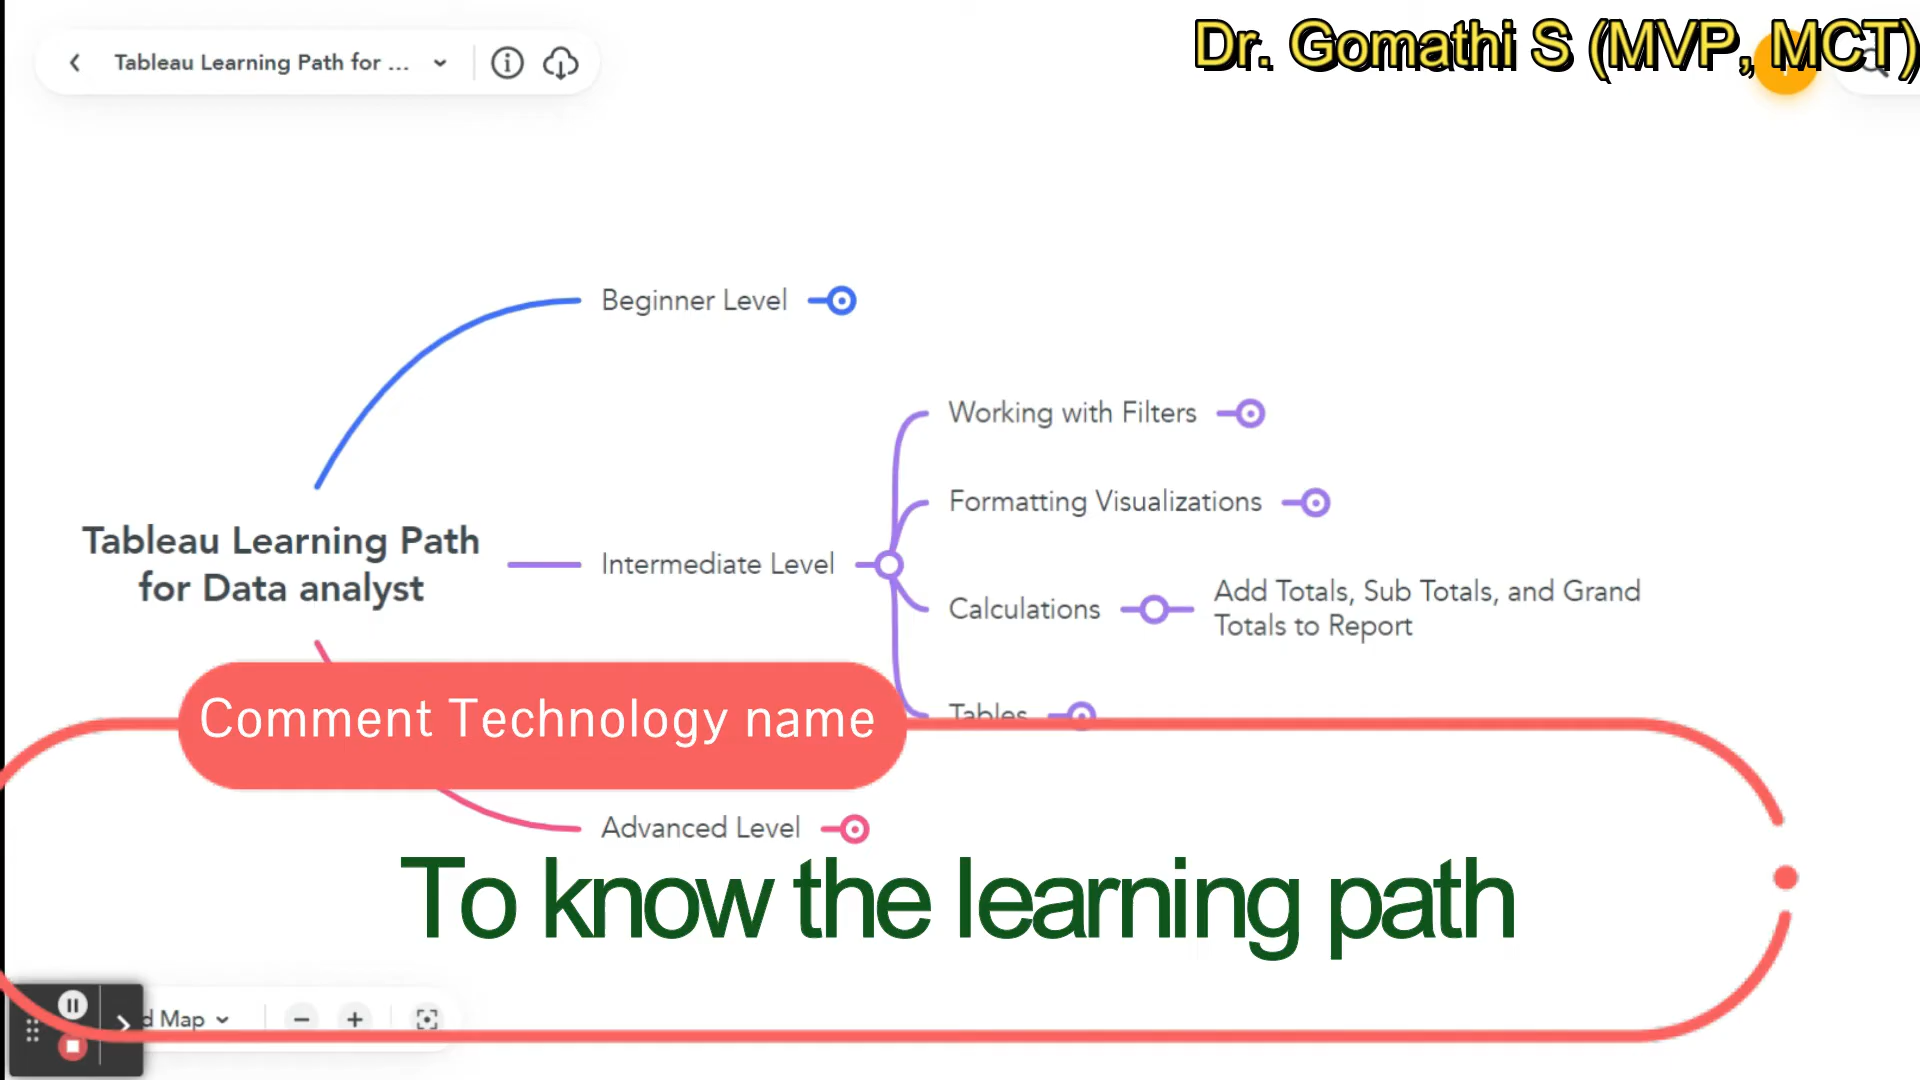 Dr. Gomathi S (MVP, MCT)
Tableau Learning Path for ...
Beginner Level
Working with Filters
Formatting Visualizations
Tableau Learning Path
for Data analyst
Intermediate Level
Calculations
Add Totals, Sub Totals, and Grand
Totals to Report
Tables
Comment Technology name
Advanced Level
To know the learning path
d Map